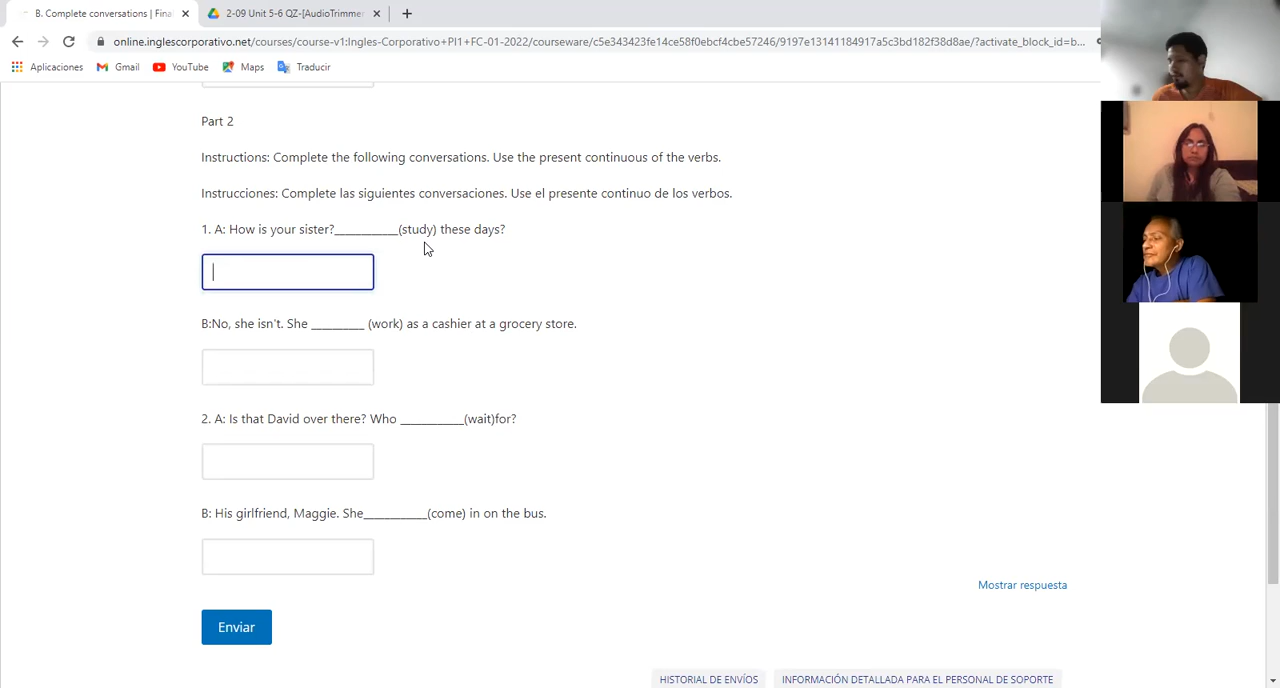 B. Complete conversations | Fina
2-09 Unit 5-6 QZ-[AudioTrimme
online.inglescorporativo.net/courses/course-v1:Ingles-Corporativo+PI1+FC-01-2022/courseware/c5e343423fe14ce58f0ebcf4cbe57246/9197e13141184917a5c3bd182f38d8ae/?activate_block_id=b...
Aplicaciones Gmail YouTube Maps Traducir
Part 2
Instructions: Complete the following conversations. Use the present continuous of the verbs.
Instrucciones: Complete las siguientes conversaciones. Use el presente continuo de los verbos.
1. A: How is your sister?___________(study) these days?
B:No, she isn't. She _________ (work) as a cashier at a grocery store.
2. A: Is that David over there? Who ___________(wait)for?
B: His girlfriend, Maggie. She___________(come) in on the bus.
Mostrar respuesta
Enviar
HISTORIAL DE ENVÍOS INFORMACIÓN DETALLADA PARA EL PERSONAL DE SOPORTE